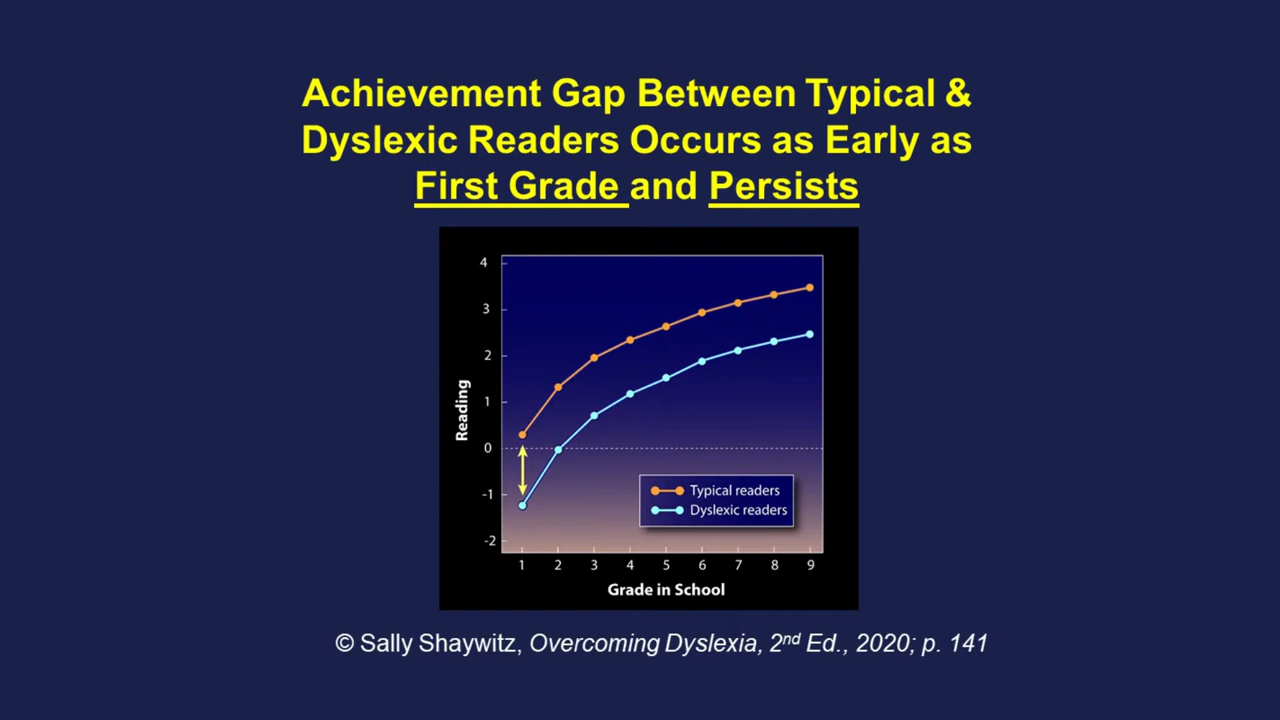 Achievement Gap Between Typical &
Dyslexic Readers Occurs as Early as
First Grade and Persists
4
3
2
1
0
-1
-2
Reading
Typical readers
Dyslexic readers
1 2 3 4 5 6 7 8 9
Grade in School
© Sally Shaywitz, Overcoming Dyslexia, 2nd Ed., 2020; p. 141